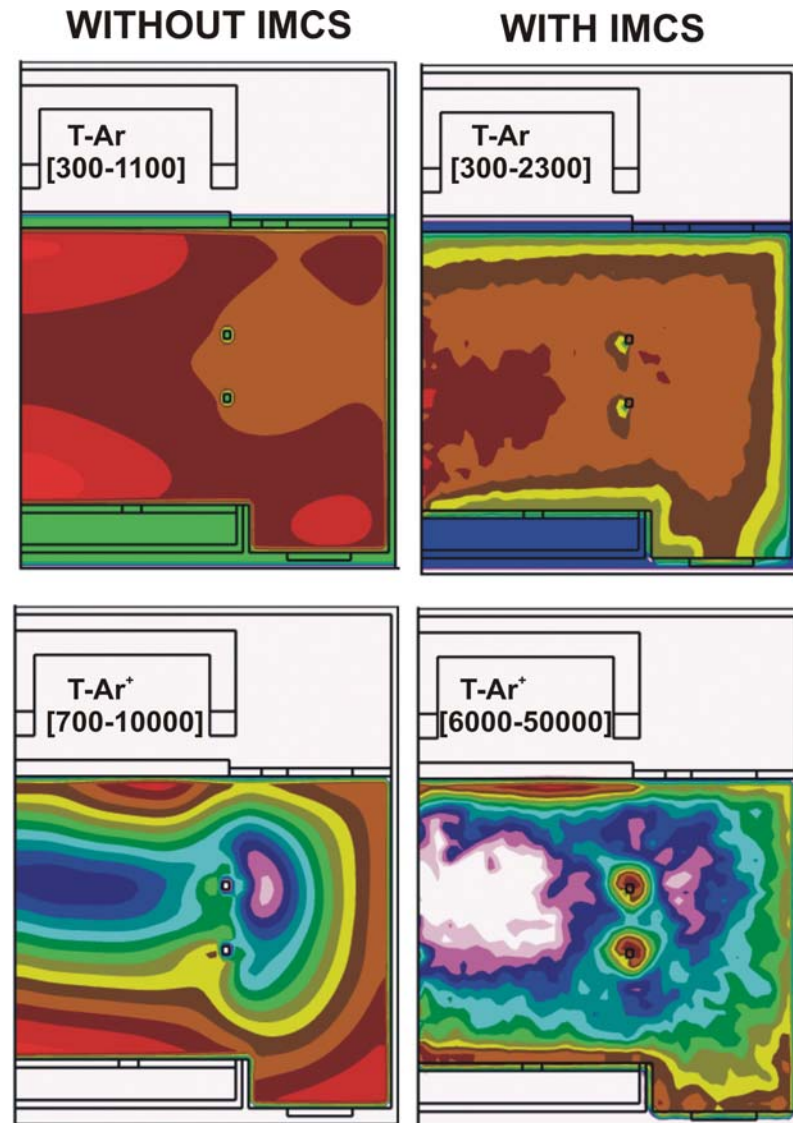 WITHOUT IMCS
WITH IMCS
T-Ar
[300-1100]
T-Ar
[300-2300]
T-Ar⁺
[700-10000]
T-Ar⁺
[6000-50000]